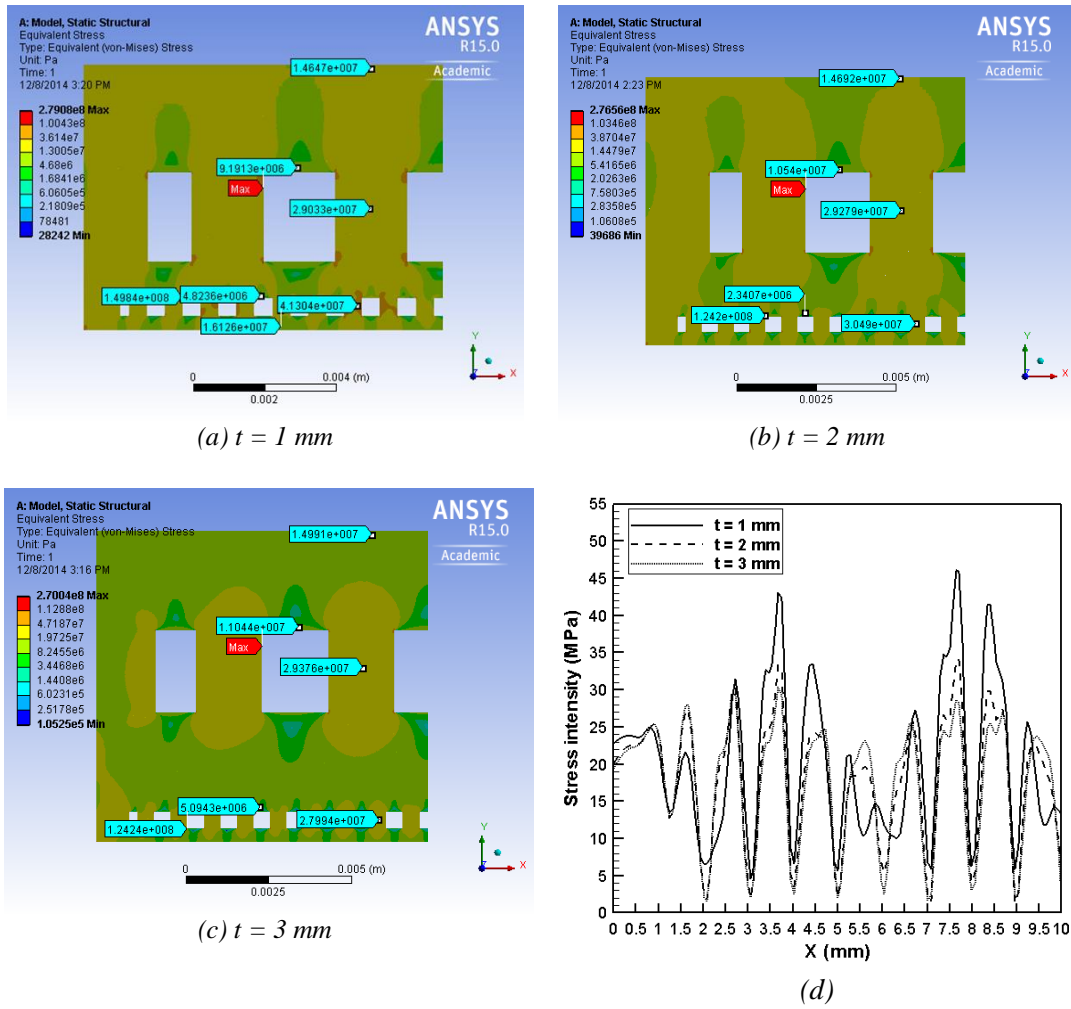 A: Model, Static Structural
Equivalent Stress
Type: Equivalent (von-Mises) Stress
Unit: Pa
Time: 1
12/8/2014 3:20 PM
ANSYS
R15.0
Academic
2.7908e8 Max
1.0043e8
3.614e7
1.3005e7
4.68e6
1.6841e6
6.0605e5
2.1809e5
78481
28242 Min
1.4647e+007
9.1913e+006
Max
2.9033e+007
1.4984e+008
4.8236e+006
4.1304e+007
1.6126e+007
Y
X
0
0.004 (m)
0.002
(a) t = 1 mm
A: Model, Static Structural
Equivalent Stress
Type: Equivalent (von-Mises) Stress
Unit: Pa
Time: 1
12/8/2014 2:23 PM
ANSYS
R15.0
Academic
2.7656e8 Max
1.0346e8
3.8704e7
1.4479e7
5.4165e6
2.0263e6
7.5803e5
2.8358e5
1.0608e5
39686 Min
1.4692e+007
1.054e+007
Max
2.9279e+007
2.3407e+006
1.242e+008
3.049e+007
Y
X
0
0.005 (m)
0.0025
(b) t = 2 mm
A: Model, Static Structural
Equivalent Stress
Type: Equivalent (von-Mises) Stress
Unit: Pa
Time: 1
12/8/2014 3:16 PM
ANSYS
R15.0
Academic
2.7004e8 Max
1.1288e8
4.7187e7
1.9725e7
8.2455e6
3.4468e6
1.4408e6
6.0231e5
2.5178e5
1.0525e5 Min
1.4991e+007
1.1044e+007
Max
2.9376e+007
5.0943e+006
1.2424e+008
2.7994e+007
Y
X
0
0.005 (m)
0.0025
(c) t = 3 mm
Stress intensity (MPa)
55
50
45
40
35
30
25
20
15
10
5
0
t = 1 mm
t = 2 mm
t = 3 mm
0 0.5 1 1.5 2 2.5 3 3.5 4 4.5 5 5.5 6 6.5 7 7.5 8 8.5 9 9.5 10
X (mm)
(d)